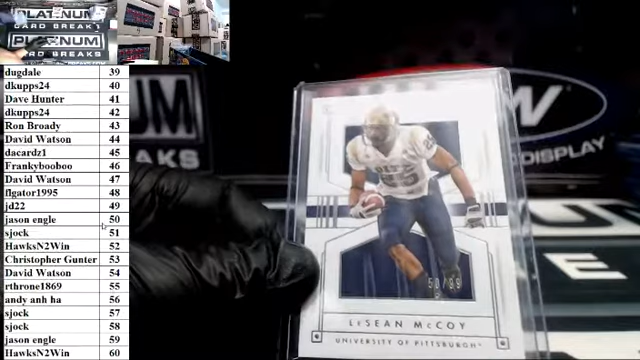 PLATINUM
CARD BREAKS
PLATINUM
CARD BREAKS
dugdale 39
dkupps24 40
Dave Hunter 41
dkupps24 42
Ron Broady 43
David Watson 44
dacardz1 45
Frankybooboo 46
David Watson 47
flgator1995 48
jd22 49
jason engle 50
sjock 51
HawksN2Win 52
Christopher Gunter 53
David Watson 54
rthrone1869 55
andy anh ha 56
sjock 57
sjock 58
jason engle 59
HawksN2Win 60
UM
AKS
W
DISPLAY
E
PITT
25
50/99
LeSEAN McCOY
UNIVERSITY OF PITTSBURGH